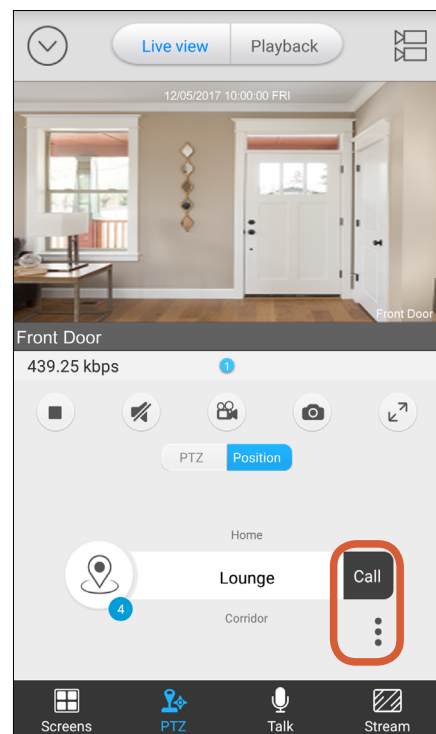 Live view Playback
12/05/2017 10:00:00 FRI
Front Door
Front Door
439.25 kbps 1
PTZ Position
Home
Lounge Call
4
Corridor
Screens PTZ Talk Stream